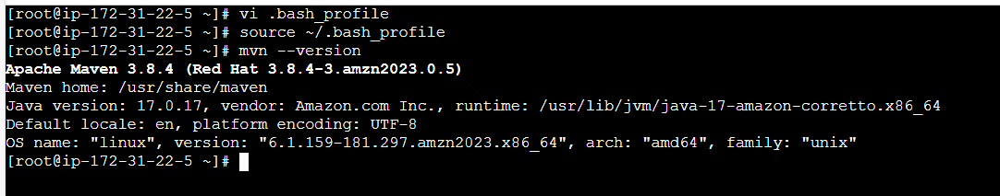 [root@ip-172-31-22-5 ~]# vi .bash_profile
[root@ip-172-31-22-5 ~]# source ~/.bash_profile
[root@ip-172-31-22-5 ~]# mvn --version
Apache Maven 3.8.4 (Red Hat 3.8.4-3.amzn2023.0.5)
Maven home: /usr/share/maven
Java version: 17.0.17, vendor: Amazon.com Inc., runtime: /usr/lib/jvm/java-17-amazon-corretto.x86_64
Default locale: en, platform encoding: UTF-8
OS name: "linux", version: "6.1.159-181.297.amzn2023.x86_64", arch: "amd64", family: "unix"
[root@ip-172-31-22-5 ~]#